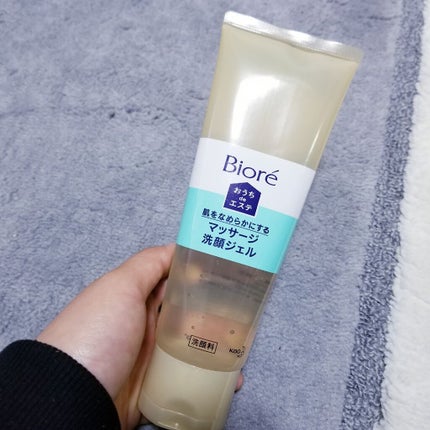 Bioré
おうち
de
エステ
肌をなめらかにする
マッサージ
洗顔ジェル
洗顔料